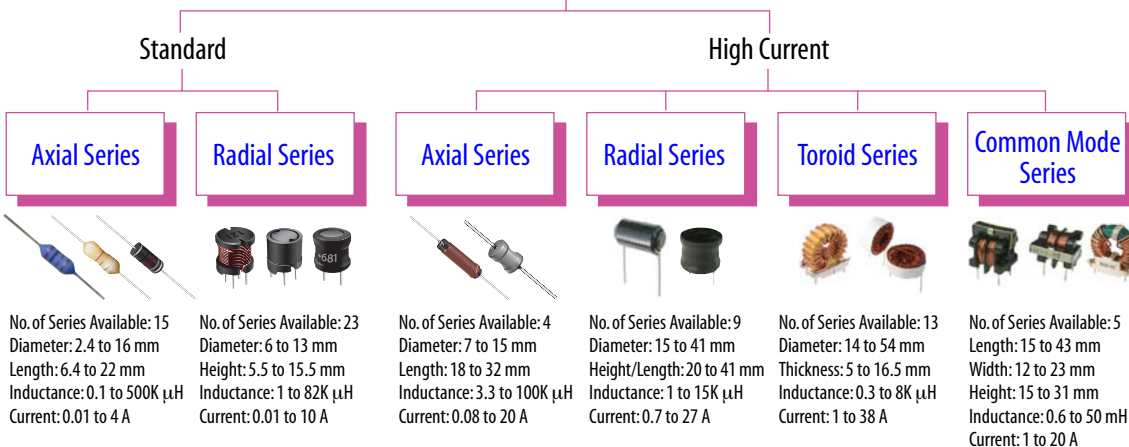 Standard
High Current
Axial Series
Radial Series
Axial Series
Radial Series
Toroid Series
Common Mode
Series
681
No. of Series Available: 15
Diameter: 2.4 to 16 mm
Length: 6.4 to 22 mm
Inductance: 0.1 to 500K μH
Current: 0.01 to 4 A
No. of Series Available: 23
Diameter: 6 to 13 mm
Height: 5.5 to 15.5 mm
Inductance: 1 to 82K μH
Current: 0.01 to 10 A
No. of Series Available: 4
Diameter: 7 to 15 mm
Length: 18 to 32 mm
Inductance: 3.3 to 100K μH
Current: 0.08 to 20 A
No. of Series Available: 9
Diameter: 15 to 41 mm
Height/Length: 20 to 41 mm
Inductance: 1 to 15K μH
Current: 0.7 to 27 A
No. of Series Available: 13
Diameter: 14 to 54 mm
Thickness: 5 to 16.5 mm
Inductance: 0.3 to 8K μH
Current: 1 to 38 A
No. of Series Available: 5
Length: 15 to 43 mm
Width: 12 to 23 mm
Height: 15 to 31 mm
Inductance: 0.6 to 50 mH
Current: 1 to 20 A